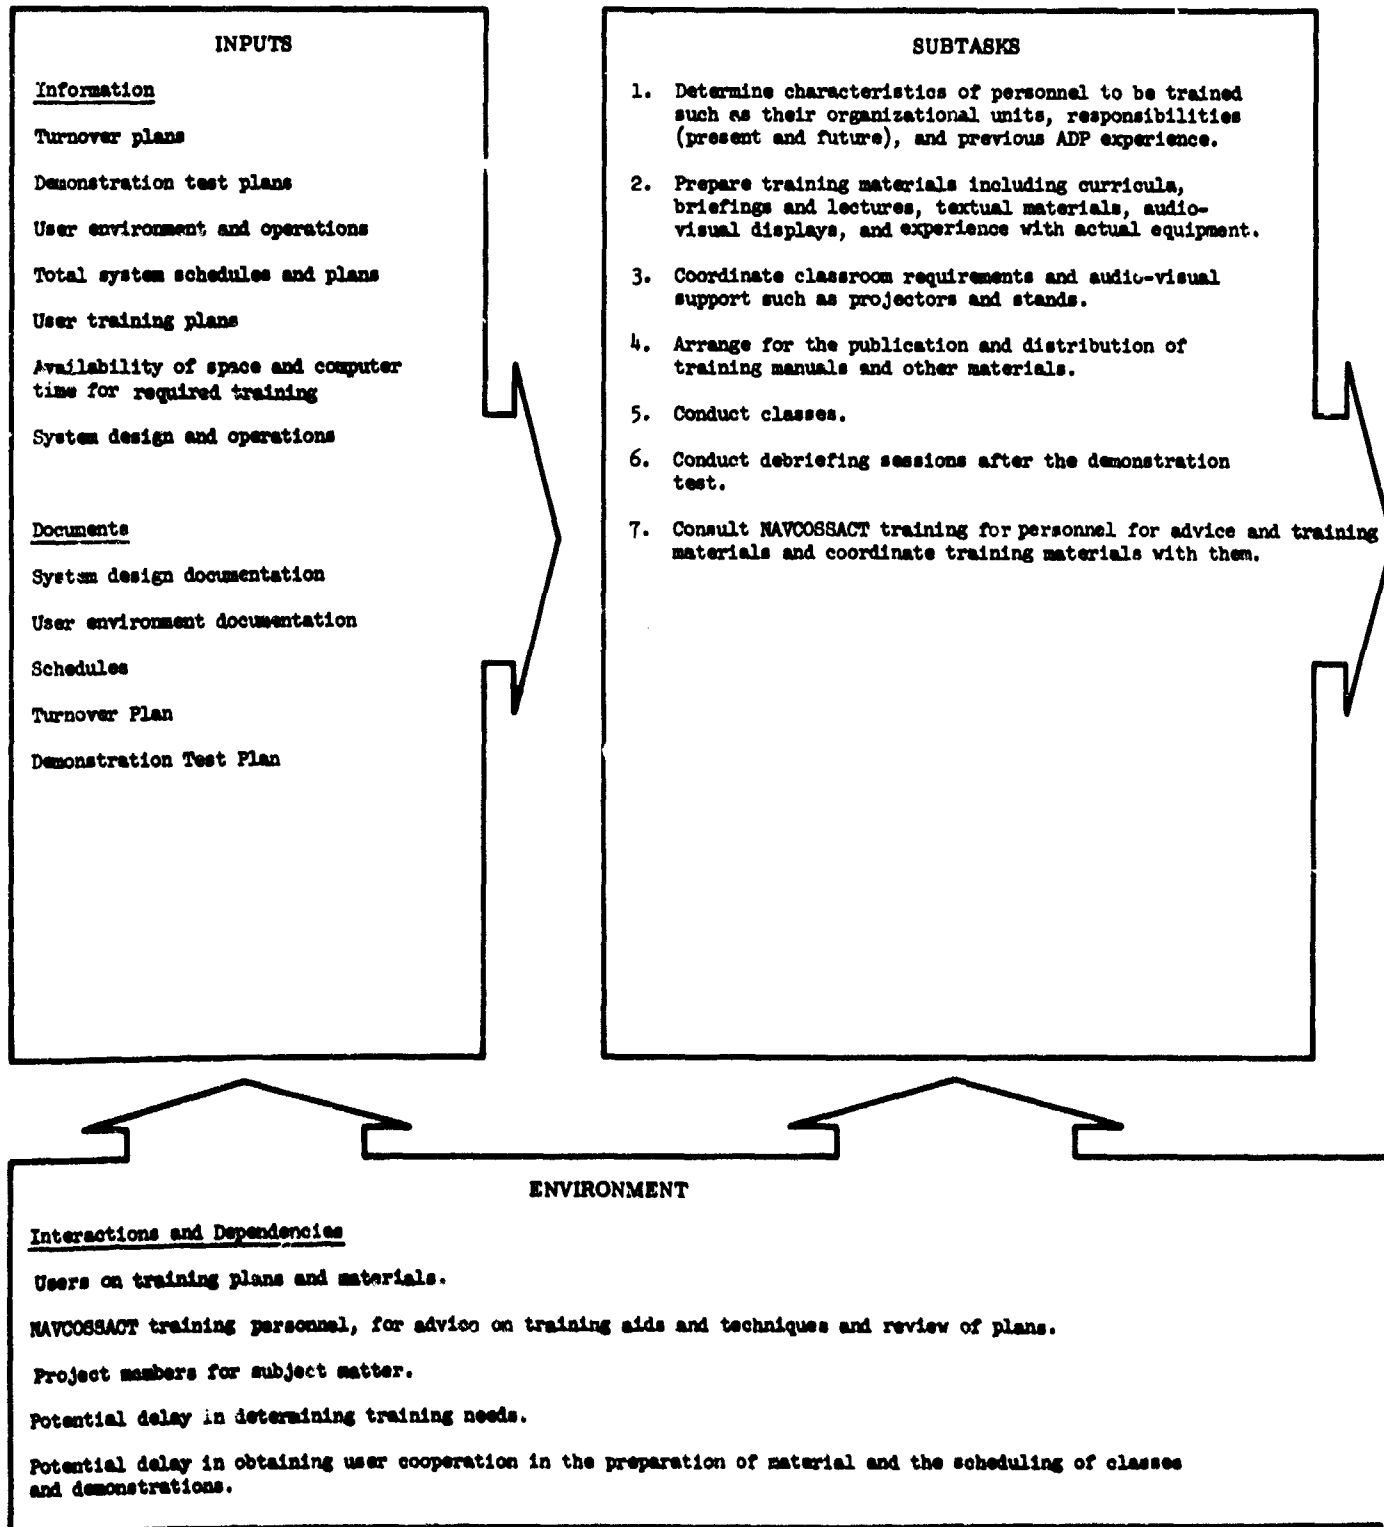 INPUTS
Information
Turnover plans
Demonstration test plans
User environment and operations
Total system schedules and plans
User training plans
Availability of space and computer
time for required training
System design and operations
Documents
System design documentation
User environment documentation
Schedules
Turnover Plan
Demonstration Test Plan
SUBTASKS
1. Determine characteristics of personnel to be trained
such as their organizational units, responsibilities
(present and future), and previous ADP experience.
2. Prepare training materials including curricula,
briefings and lectures, textual materials, audio-
visual displays, and experience with actual equipment.
3. Coordinate classroom requirements and audio-visual
support such as projectors and stands.
4. Arrange for the publication and distribution of
training manuals and other materials.
5. Conduct classes.
6. Conduct debriefing sessions after the demonstration
test.
7. Consult NAVCOSSACT training for personnel for advice and training
materials and coordinate training materials with them.
ENVIRONMENT
Interactions and Dependencies
Users on training plans and materials.
NAVCOSSACT training personnel, for advice on training aids and techniques and review of plans.
Project members for subject matter.
Potential delay in determining training needs.
Potential delay in obtaining user cooperation in the preparation of material and the scheduling of classes
and demonstrations.